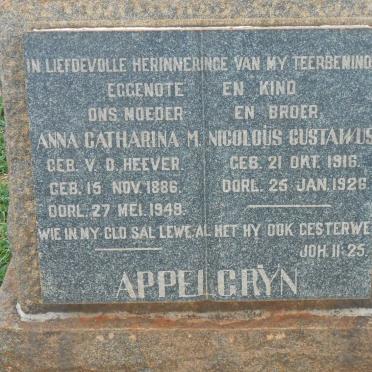 IN LIEFDEVOLLE HERINNERINGE VAN MY TEERBEMIND
EGGENOTE EN KIND
ONS MOEDER EN BROER
ANNA CATHARINA M. NICOLOUS GUSTAWUS
GEB. V. D. HEEVER. GEB. 21 OKT. 1916.
GEB. 15 NOV. 1886. OORL. 25 JAN. 1926.
OORL. 27 MEI. 1949.
WIE IN MY GLO SAL LEWE, AL HET HY OOK GESTERWE
JOH. 11-25.
APPELGRŸN